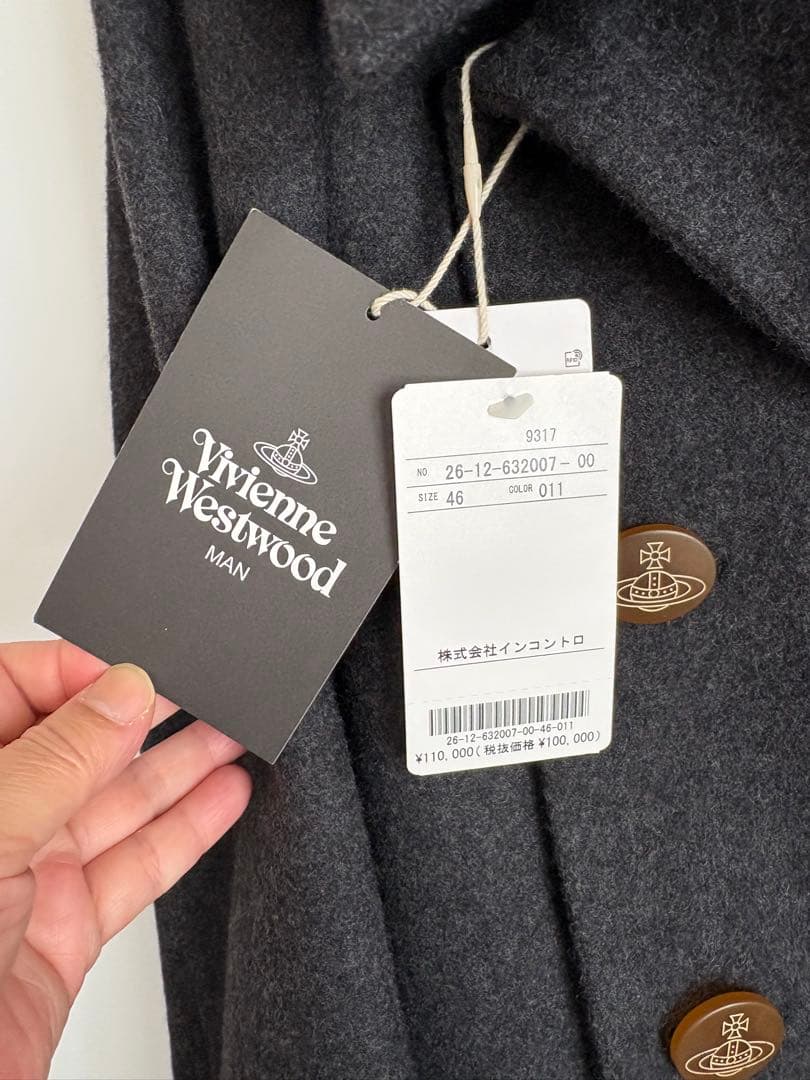 Vivienne
Westwood
MAN
RFID
9317
NO. 26-12-632007-00
SIZE 46 COLOR 011
株式会社インコントロ
26-12-632007-00-46-011
¥110,000(税抜価格 ¥100,000)